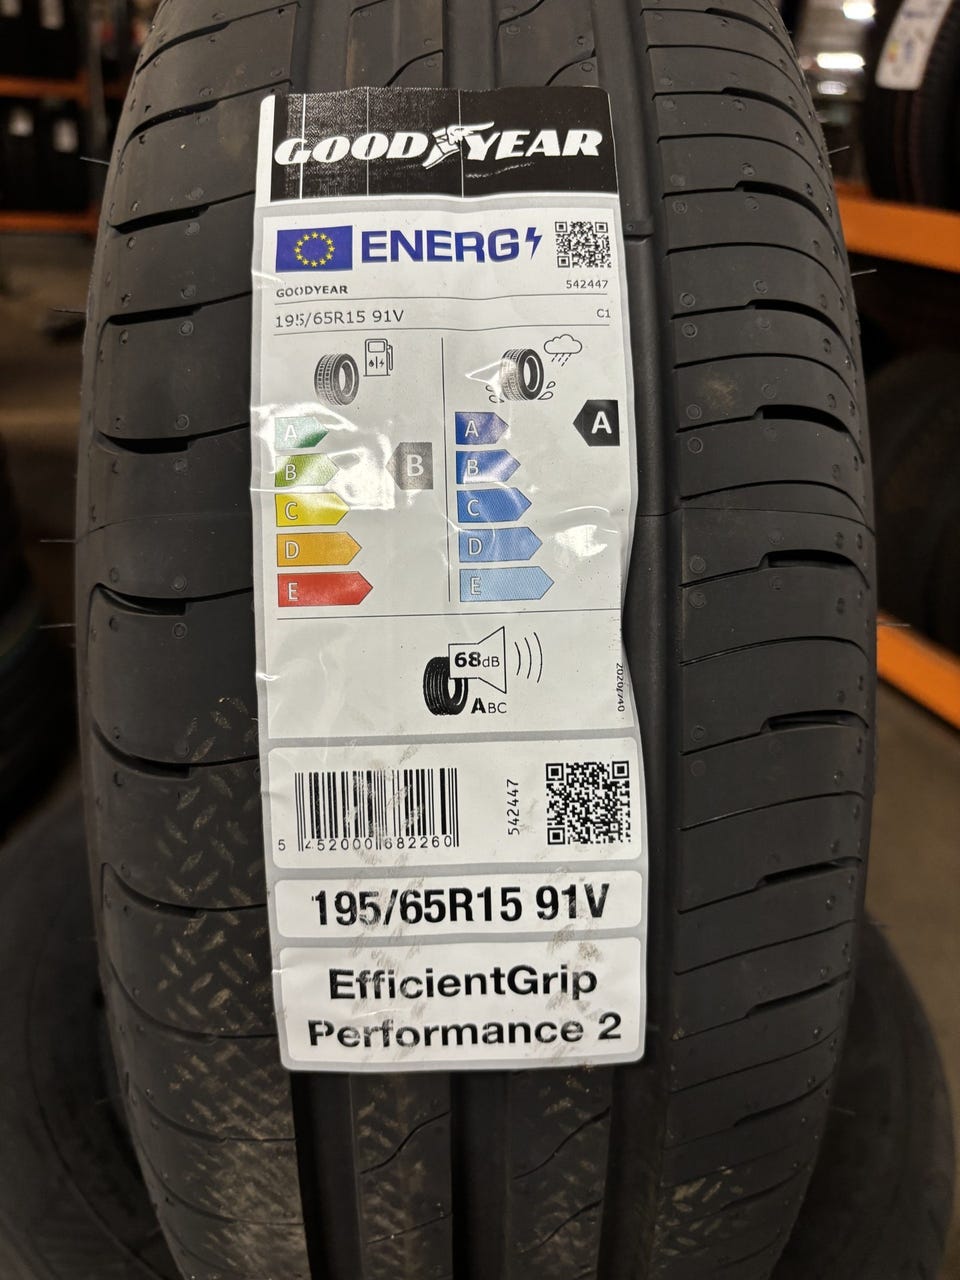 GOODYEAR
ENERG
GOODYEAR 542447
195/65R15 91V C1
A A A
B B B
C C
D D
E E
68dB
ABC
2020/740
5 452000 682260
542447
195/65R15 91V
EfficientGrip
Performance 2